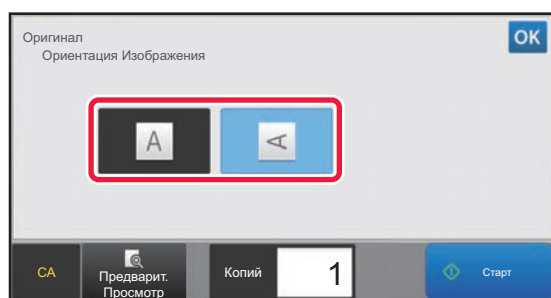 Оригинал
OK
Ориентация Изображения
A
A
CA
Предварит.
Просмотр
Копий
1
Старт